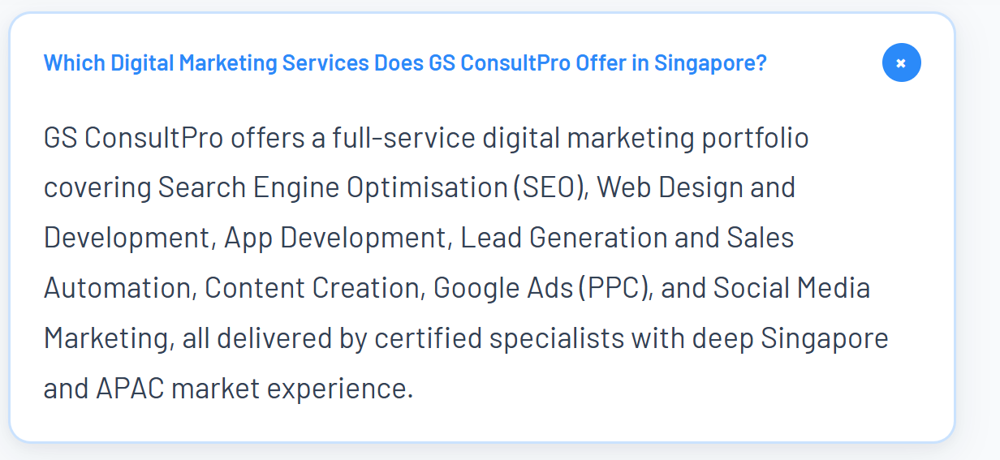 Which Digital Marketing Services Does GS ConsultPro Offer in Singapore?
GS ConsultPro offers a full-service digital marketing portfolio
covering Search Engine Optimisation (SEO), Web Design and
Development, App Development, Lead Generation and Sales
Automation, Content Creation, Google Ads (PPC), and Social Media
Marketing, all delivered by certified specialists with deep Singapore
and APAC market experience.